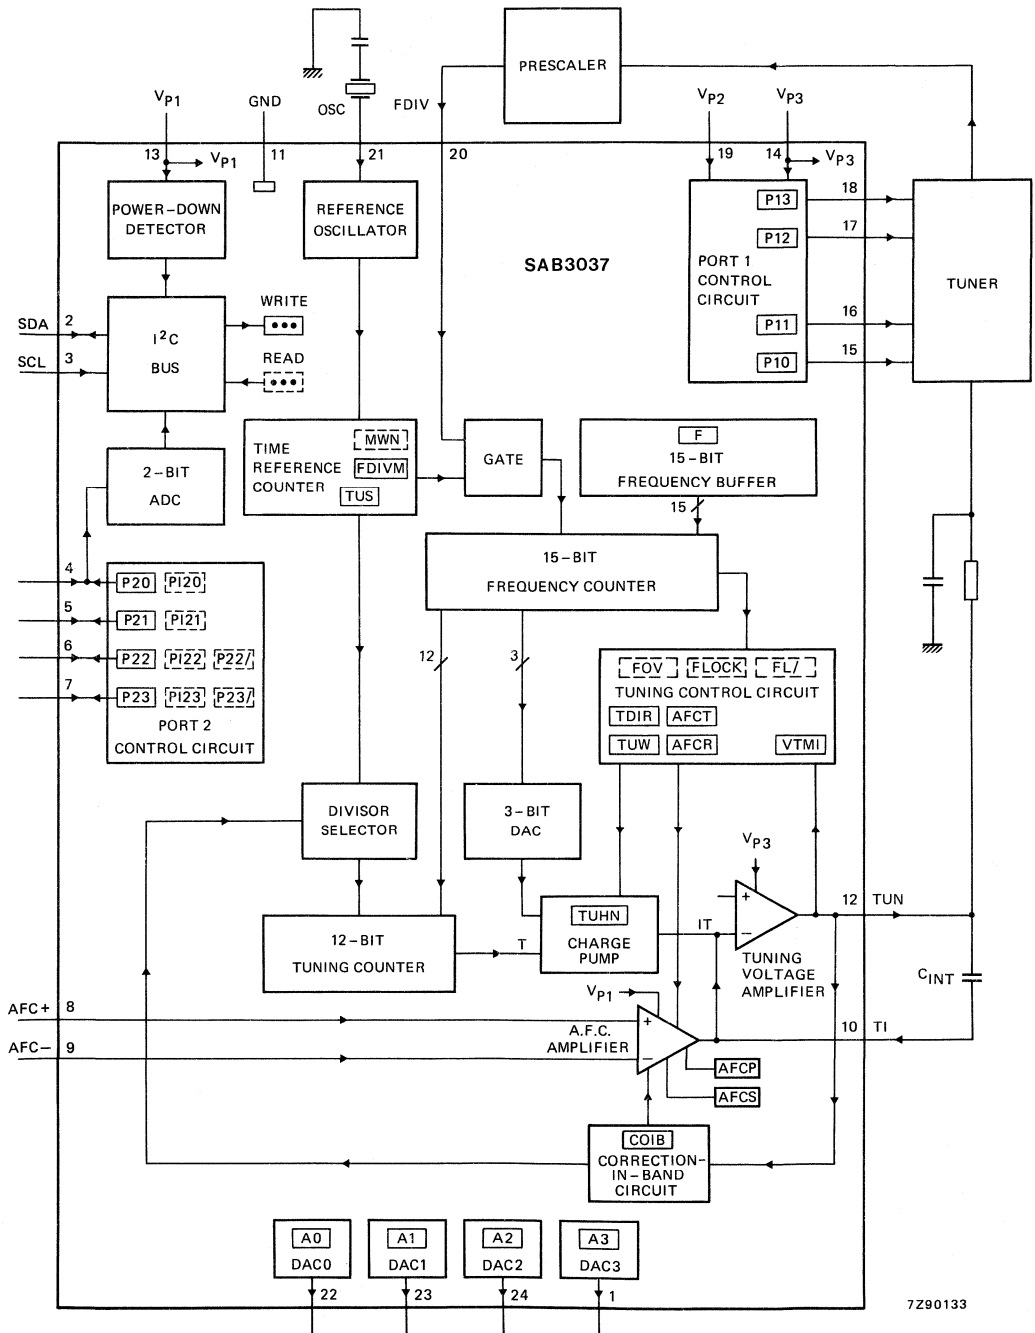 PRESCALER
OSC
FDIV
VP1
GND
VP2
VP3
13
VP1
11
21
20
19
14
VP3
POWER-DOWN
DETECTOR
REFERENCE
OSCILLATOR
SAB3037
P13
P12
PORT 1
CONTROL
CIRCUIT
P11
P10
18
17
16
15
TUNER
SDA 2
SCL 3
I²C
BUS
WRITE
READ
2-BIT
ADC
TIME
REFERENCE
COUNTER
MWN
FDIVM
TUS
GATE
F
15-BIT
FREQUENCY BUFFER
15
15-BIT
FREQUENCY COUNTER
4
5
6
7
P20 PI20
P21 PI21
P22 PI22 P22/
P23 PI23 P23/
PORT 2
CONTROL CIRCUIT
12
3
FOV FLOCK FL/
TUNING CONTROL CIRCUIT
TDIR AFCT
TUW AFCR VTMI
DIVISOR
SELECTOR
3-BIT
DAC
VP3
+
−
TUNING
VOLTAGE
AMPLIFIER
12 TUN
12-BIT
TUNING COUNTER
T
TUHN
CHARGE
PUMP
IT
CINT
VP1
AFC+ 8
AFC− 9
A.F.C.
AMPLIFIER
+
−
10 TI
AFCP
AFCS
COIB
CORRECTION-
IN-BAND
CIRCUIT
A0
DAC0
A1
DAC1
A2
DAC2
A3
DAC3
22
23
24
1
7Z90133